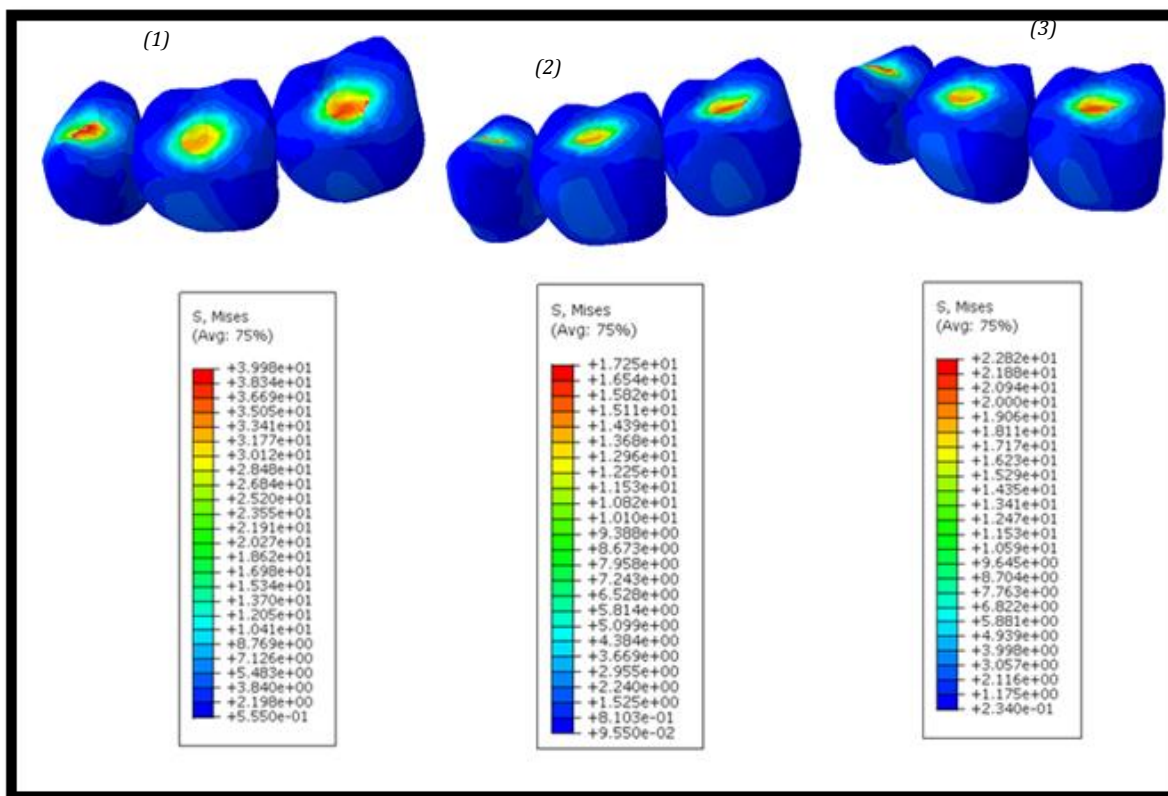 (1)
(2)
(3)
S, Mises
(Avg: 75%)
+3.998e+01
+3.834e+01
+3.669e+01
+3.505e+01
+3.341e+01
+3.177e+01
+3.012e+01
+2.848e+01
+2.684e+01
+2.520e+01
+2.355e+01
+2.191e+01
+2.027e+01
+1.862e+01
+1.698e+01
+1.534e+01
+1.370e+01
+1.205e+01
+1.041e+01
+8.769e+00
+7.126e+00
+5.483e+00
+3.840e+00
+2.198e+00
+5.550e-01
S, Mises
(Avg: 75%)
+1.725e+01
+1.654e+01
+1.582e+01
+1.511e+01
+1.439e+01
+1.368e+01
+1.296e+01
+1.225e+01
+1.153e+01
+1.082e+01
+1.010e+01
+9.388e+00
+8.673e+00
+7.958e+00
+7.243e+00
+6.528e+00
+5.814e+00
+5.099e+00
+4.384e+00
+3.669e+00
+2.955e+00
+2.240e+00
+1.525e+00
+8.103e-01
+9.550e-02
S, Mises
(Avg: 75%)
+2.282e+01
+2.188e+01
+2.094e+01
+2.000e+01
+1.906e+01
+1.811e+01
+1.717e+01
+1.623e+01
+1.529e+01
+1.435e+01
+1.341e+01
+1.247e+01
+1.153e+01
+1.059e+01
+9.645e+00
+8.704e+00
+7.763e+00
+6.822e+00
+5.881e+00
+4.939e+00
+3.998e+00
+3.057e+00
+2.116e+00
+1.175e+00
+2.340e-01